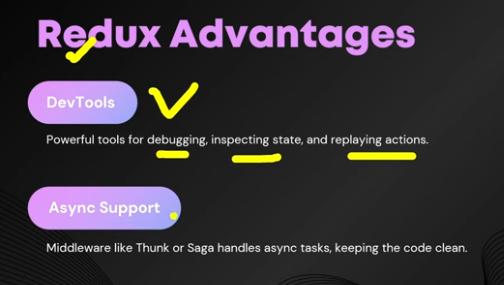 Redux Advantages
DevTools
Powerful tools for debugging, inspecting state, and replaying actions.
Async Support
Middleware like Thunk or Saga handles async tasks, keeping the code clean.